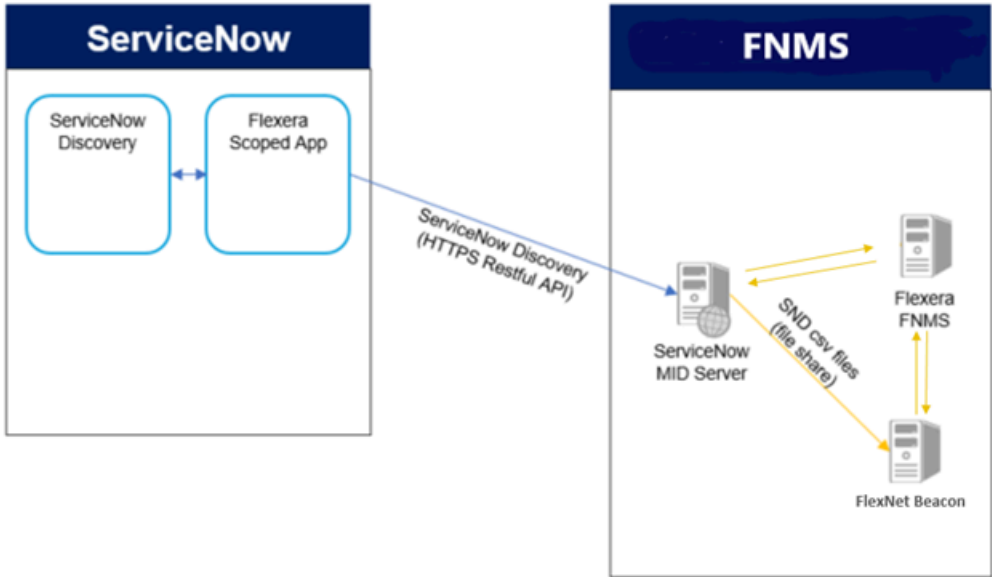 ServiceNow
FNMS
ServiceNow
Discovery
Flexera
Scoped App
ServiceNow Discovery
(HTTPS Restful API)
ServiceNow
MID Server
SND csv files
(file share)
Flexera
FNMS
FlexNet Beacon